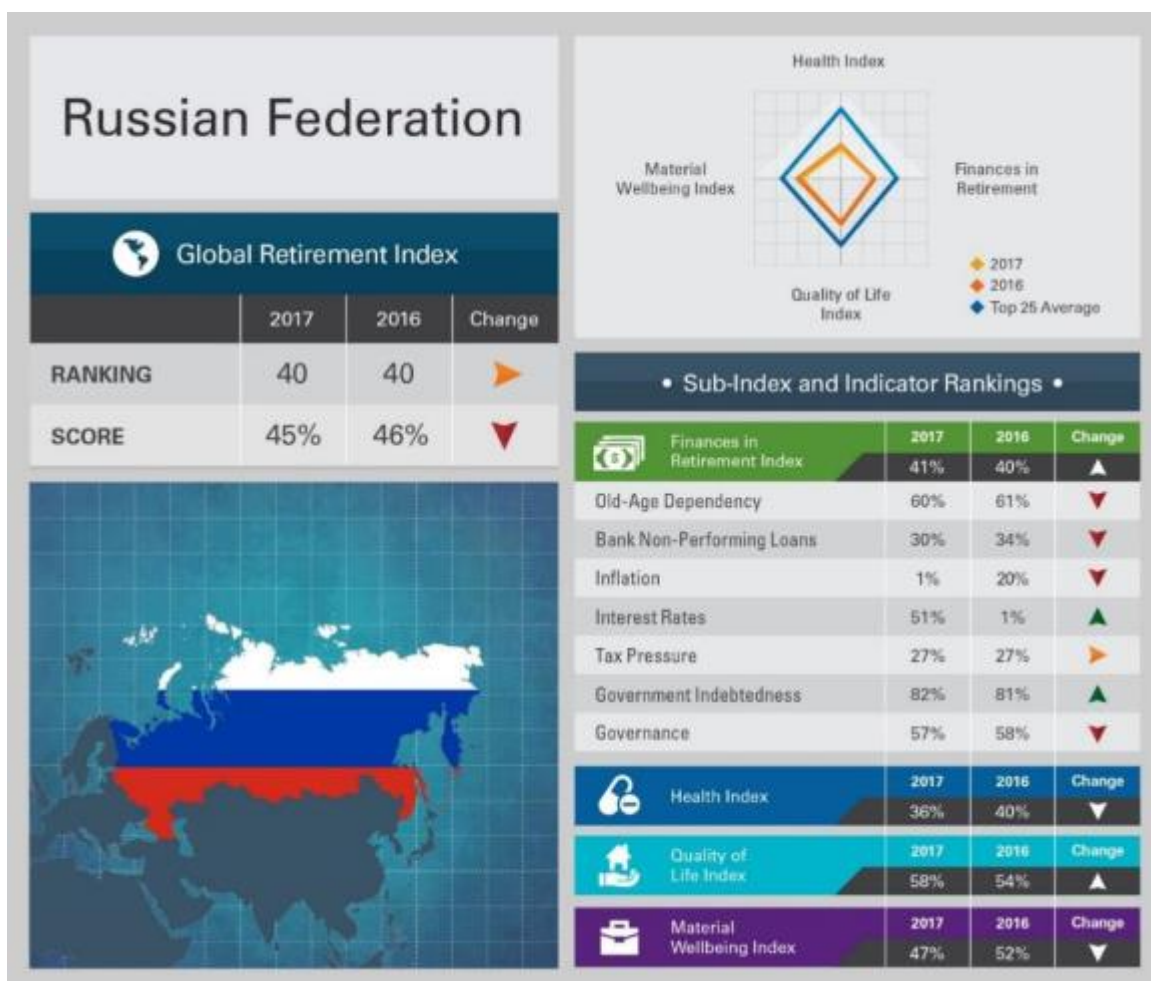 Russian Federation
Global Retirement Index
2017 2016 Change
RANKING 40 40
SCORE 45% 46%
Health Index
Material
Wellbeing Index
Finances in
Retirement
Quality of Life
Index
2017
2016
Top 25 Average
• Sub-Index and Indicator Rankings •
Finances in
Retirement Index
2017 2016 Change
41% 40%
Old-Age Dependency 60% 61%
Bank Non-Performing Loans 30% 34%
Inflation 1% 20%
Interest Rates 51% 1%
Tax Pressure 27% 27%
Government Indebtedness 82% 81%
Governance 57% 58%
Health Index
2017 2016 Change
36% 40%
Quality of
Life Index
2017 2016 Change
58% 54%
Material
Wellbeing Index
2017 2016 Change
47% 52%